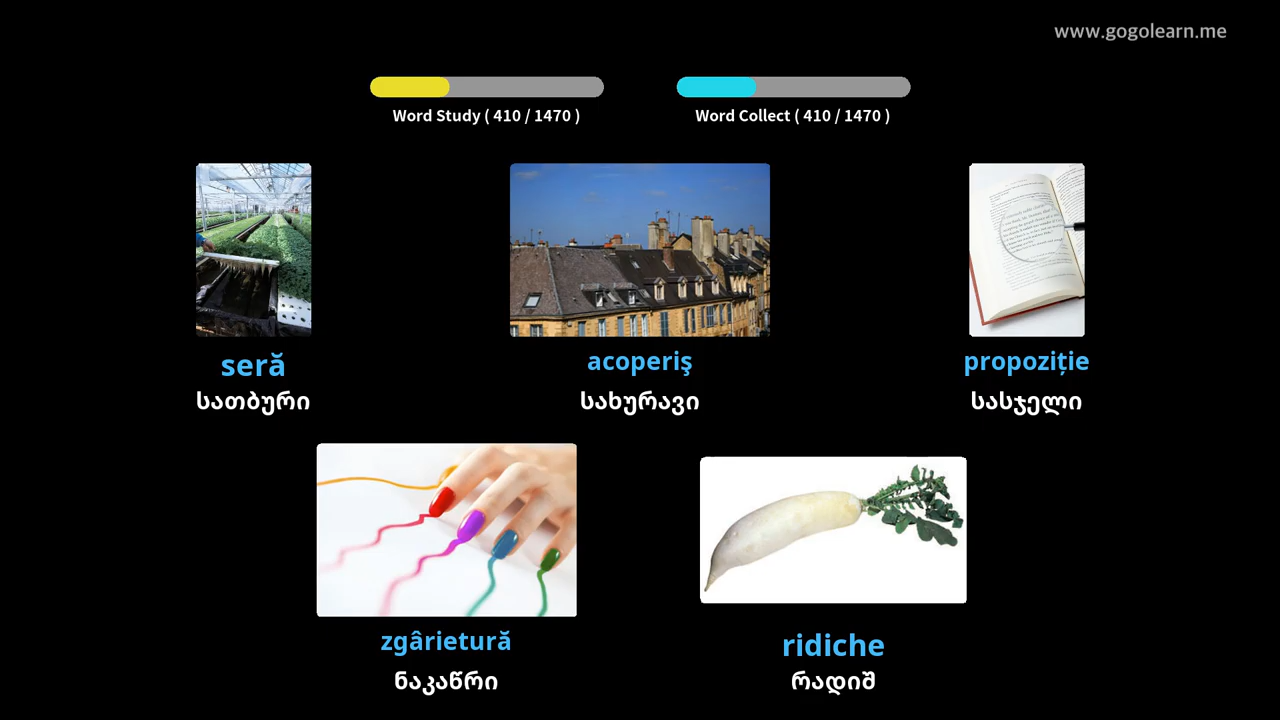 www.gogolearn.me
Word Study ( 410 / 1470 )
Word Collect ( 410 / 1470 )
seră
სათბური
acoperiş
სახურავი
propoziție
სასჯელი
zgârietură
ნაკაწრი
ridiche
რადიშ